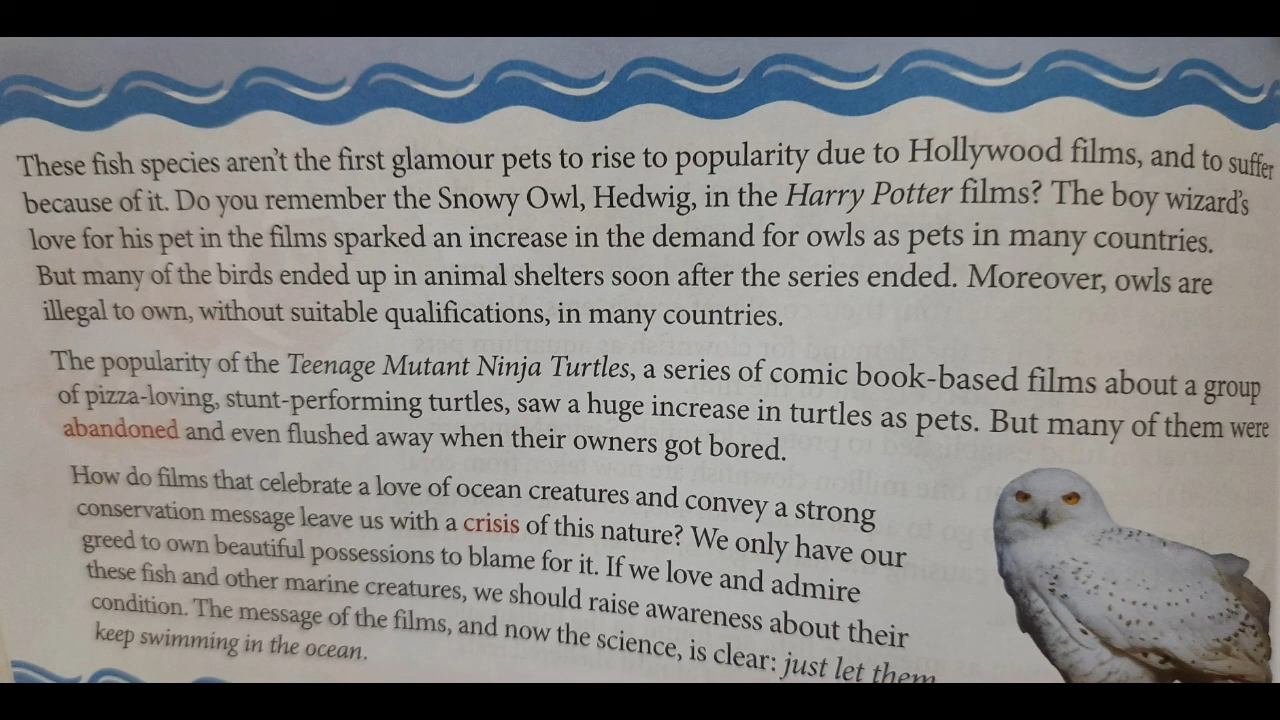 These fish species aren't the first glamour pets to rise to popularity due to Hollywood films, and to suffer
because of it. Do you remember the Snowy Owl, Hedwig, in the Harry Potter films? The boy wizard's
love for his pet in the films sparked an increase in the demand for owls as pets in many countries.
But many of the birds ended up in animal shelters soon after the series ended. Moreover, owls are
illegal to own, without suitable qualifications, in many countries.
The popularity of the Teenage Mutant Ninja Turtles, a series of comic book-based films about a group
of pizza-loving, stunt-performing turtles, saw a huge increase in turtles as pets. But many of them were
abandoned and even flushed away when their owners got bored.
How do films that celebrate a love of ocean creatures and convey a strong
conservation message leave us with a crisis of this nature? We only have our
greed to own beautiful possessions to blame for it. If we love and admire
these fish and other marine creatures, we should raise awareness about their
condition. The message of the films, and now the science, is clear: just let them
keep swimming in the ocean.